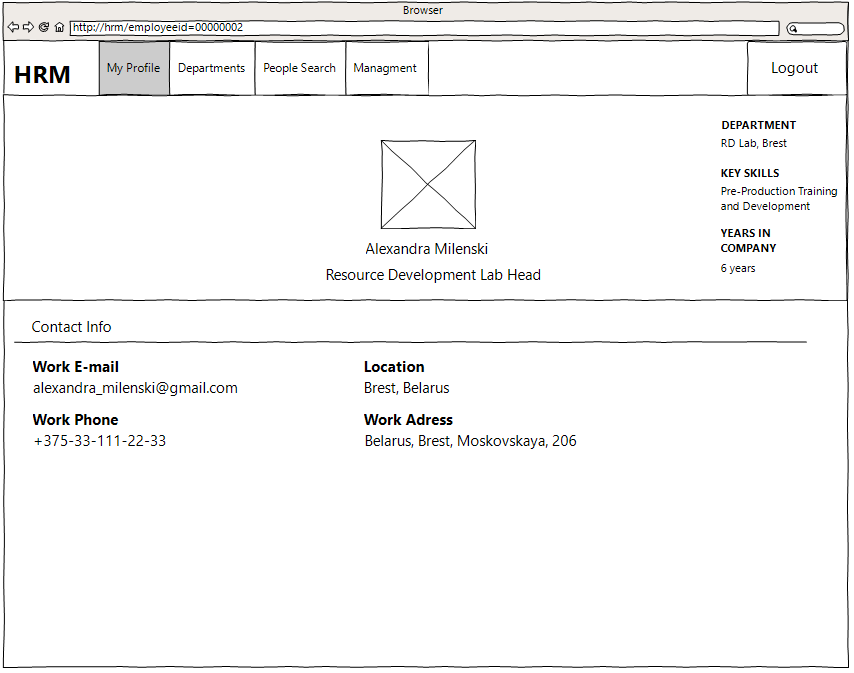 Browser
http://hrm/employeeid=00000002
HRM
My Profile
Departments
People Search
Managment
Logout
DEPARTMENT
RD Lab, Brest
KEY SKILLS
Pre-Production Training
and Development
YEARS IN
COMPANY
6 years
Alexandra Milenski
Resource Development Lab Head
Contact Info
Work E-mail
alexandra_milenski@gmail.com
Location
Brest, Belarus
Work Phone
+375-33-111-22-33
Work Adress
Belarus, Brest, Moskovskaya, 206